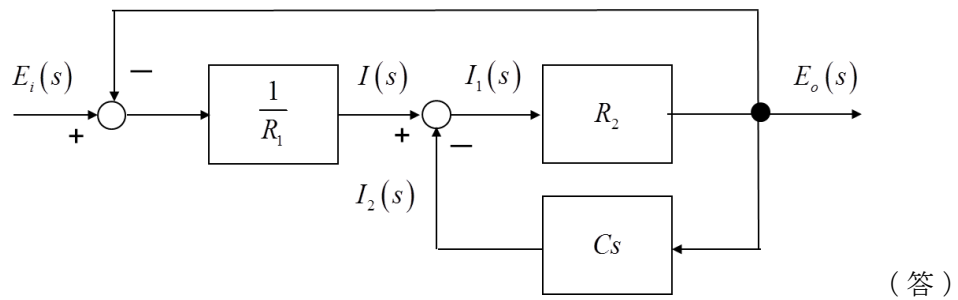 E_i(s)
−
+
1/R_1
I(s)
+
−
I_1(s)
R_2
E_o(s)
I_2(s)
Cs
（答）